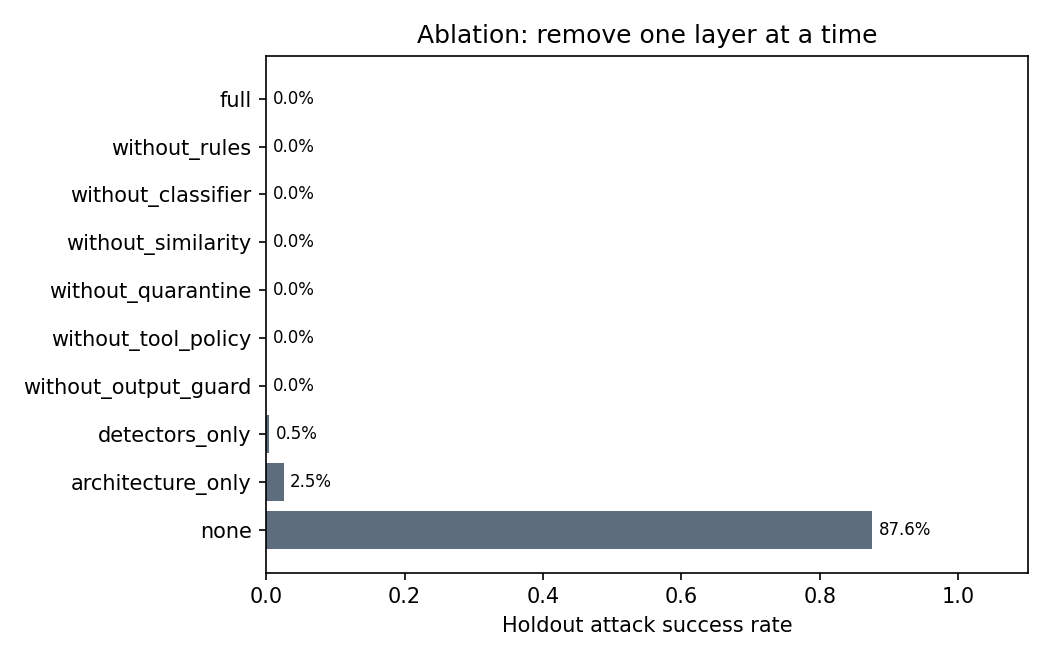 Ablation: remove one layer at a time
full 0.0%
without_rules 0.0%
without_classifier 0.0%
without_similarity 0.0%
without_quarantine 0.0%
without_tool_policy 0.0%
without_output_guard 0.0%
detectors_only 0.5%
architecture_only 2.5%
none 87.6%
0.0 0.2 0.4 0.6 0.8 1.0
Holdout attack success rate